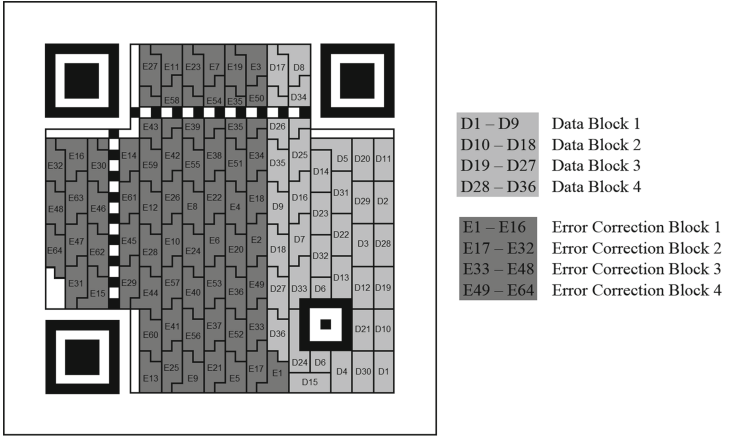 E27 E11 E23 E7 E19 E3 D17 D8
E58 E54 E35 E50 D34
E43 E39 E35 D26
E32 E16 E30 E14 E59 E42 E55 E38 E51 E34 D35 D25 D14 D5 D20 D11
E48 E63 E46 E61 E12 E26 E8 E22 E4 E18 D9 D16 D23 D31 D29 D2
E64 E47 E62 E45 E28 E10 E24 E6 E20 E2 D18 D7 D32 D22 D3 D28
E31 E15 E29 E44 E57 E40 E53 E36 E49 D27 D33 D6 D13 D12 D19
E60 E41 E56 E37 E52 E33 D36 D21 D10
E13 E25 E9 E21 E5 E17 E1 D24 D6 D4 D30 D1
D15
D1 – D9 Data Block 1
D10 – D18 Data Block 2
D19 – D27 Data Block 3
D28 – D36 Data Block 4
E1 – E16 Error Correction Block 1
E17 – E32 Error Correction Block 2
E33 – E48 Error Correction Block 3
E49 – E64 Error Correction Block 4